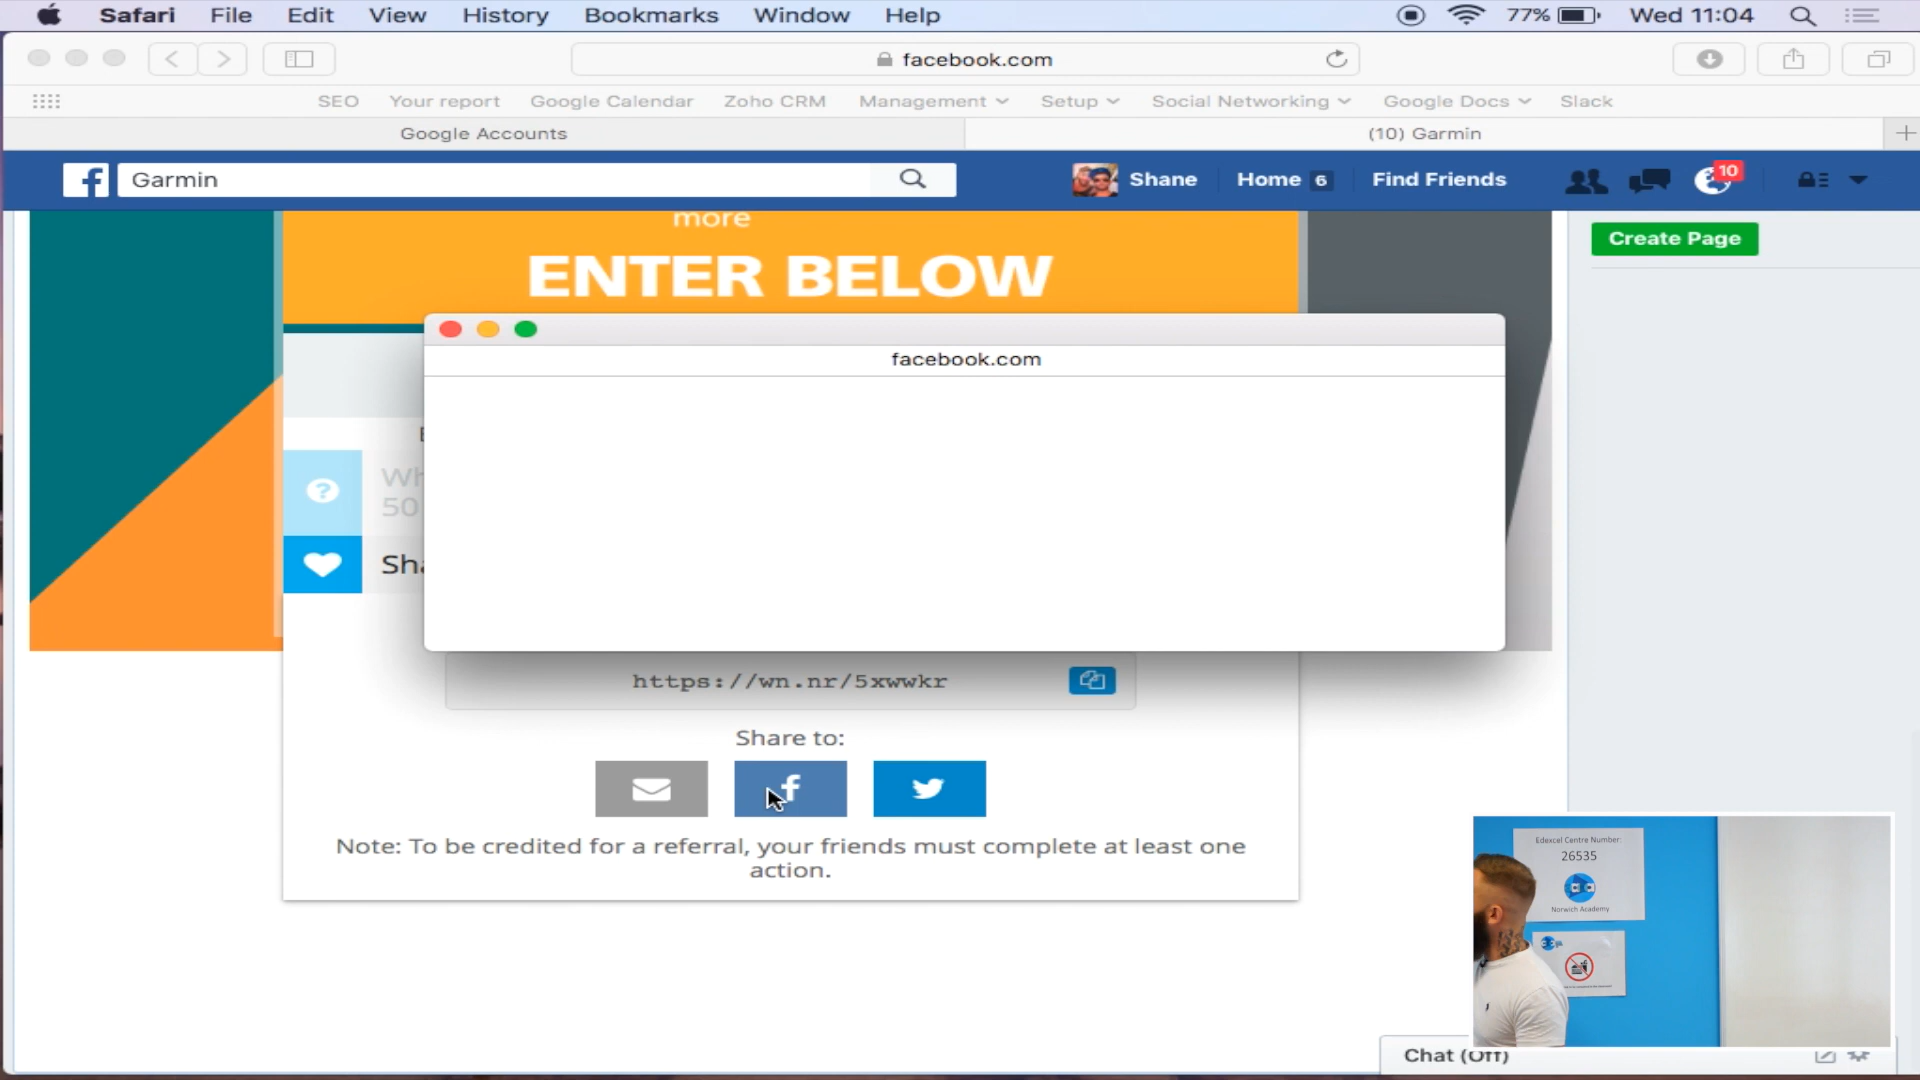 Safari File Edit View History Bookmarks Window Help 77% Wed 11:04
facebook.com
SEO Your report Google Calendar Zoho CRM Management Setup Social Networking Google Docs Slack
Google Accounts (10) Garmin
Garmin Shane Home 6 Find Friends 10
more
Create Page
ENTER BELOW
facebook.com
Wh
50
Sha
https://wn.nr/5xwwkr
Share to:
Note: To be credited for a referral, your friends must complete at least one
action.
Edexcel Centre Number:
26535
Norwich Academy
Chat (Off)